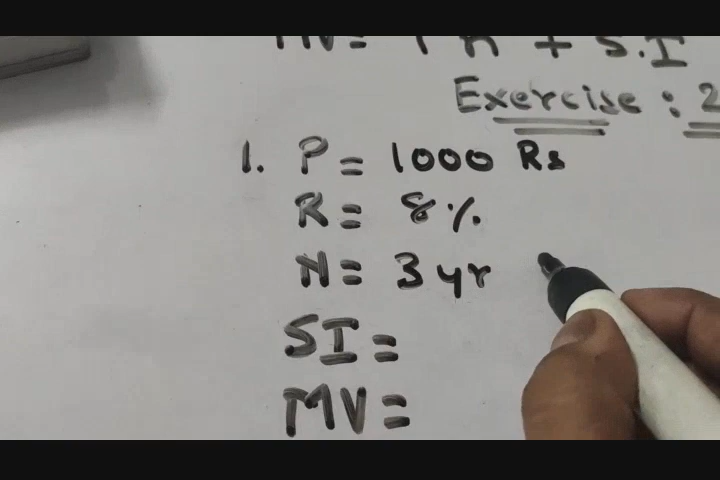 + S.I
Exercise : 2
1. P = 1000 Rs
R = 8%
N = 3 yr
SI =
MV =